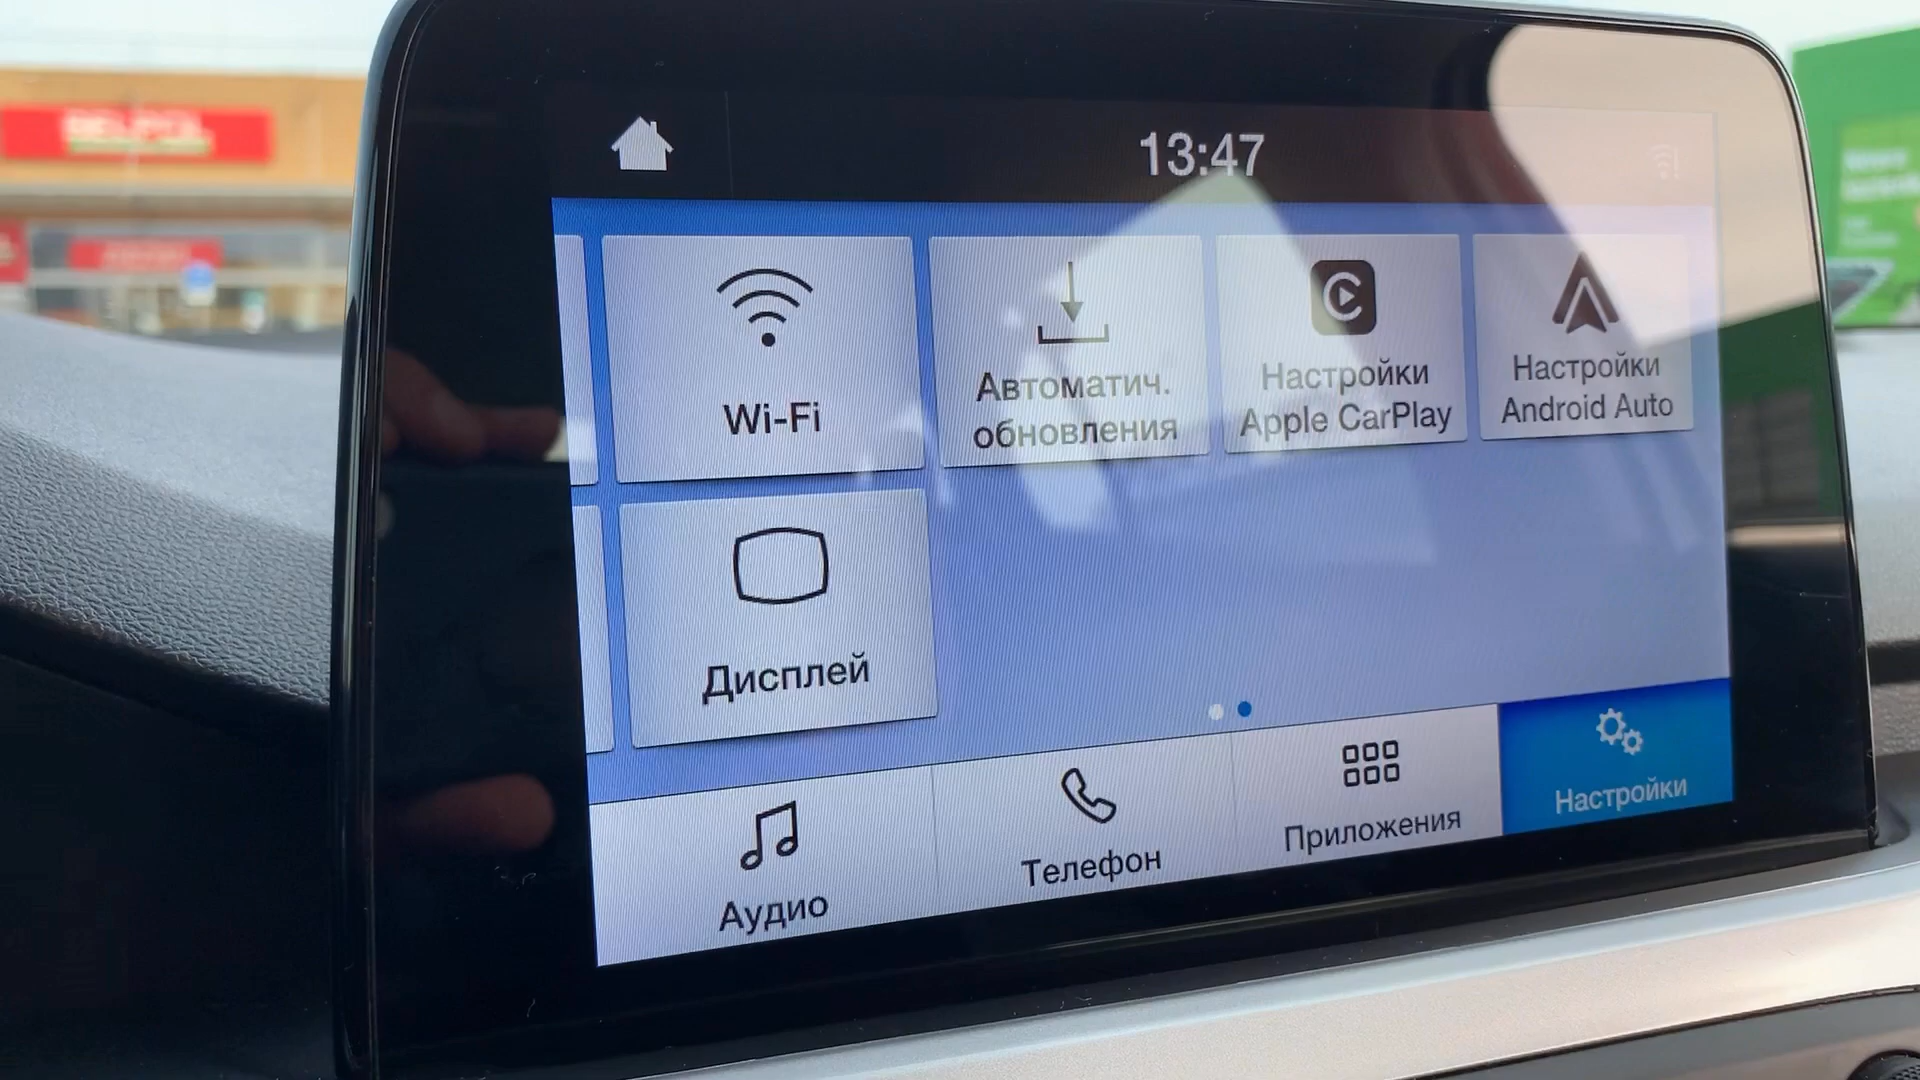 13:47
Wi-Fi
Автоматич.
обновления
Настройки
Apple CarPlay
Настройки
Android Auto
Дисплей
Аудио
Телефон
Приложения
Настройки